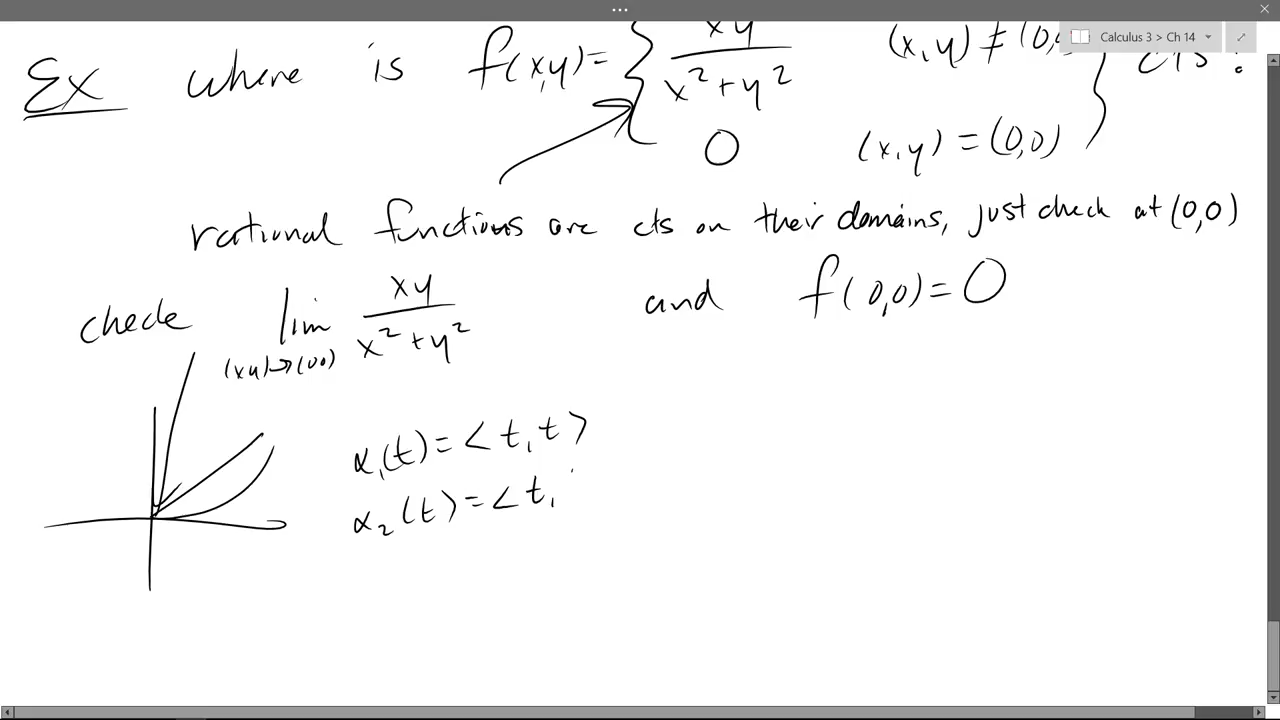 Calculus 3 > Ch 14
Ex where is f(x,y) = { xy / x² + y² (x,y) ≠ (0,0 } cts?
0 (x,y) = (0,0)
rational functions are cts on their domains, just check at (0,0)
check lim (xy)→(00) xy / x² + y² and f(0,0) = 0
α₁(t) = < t, t >
α₂(t) = < t,